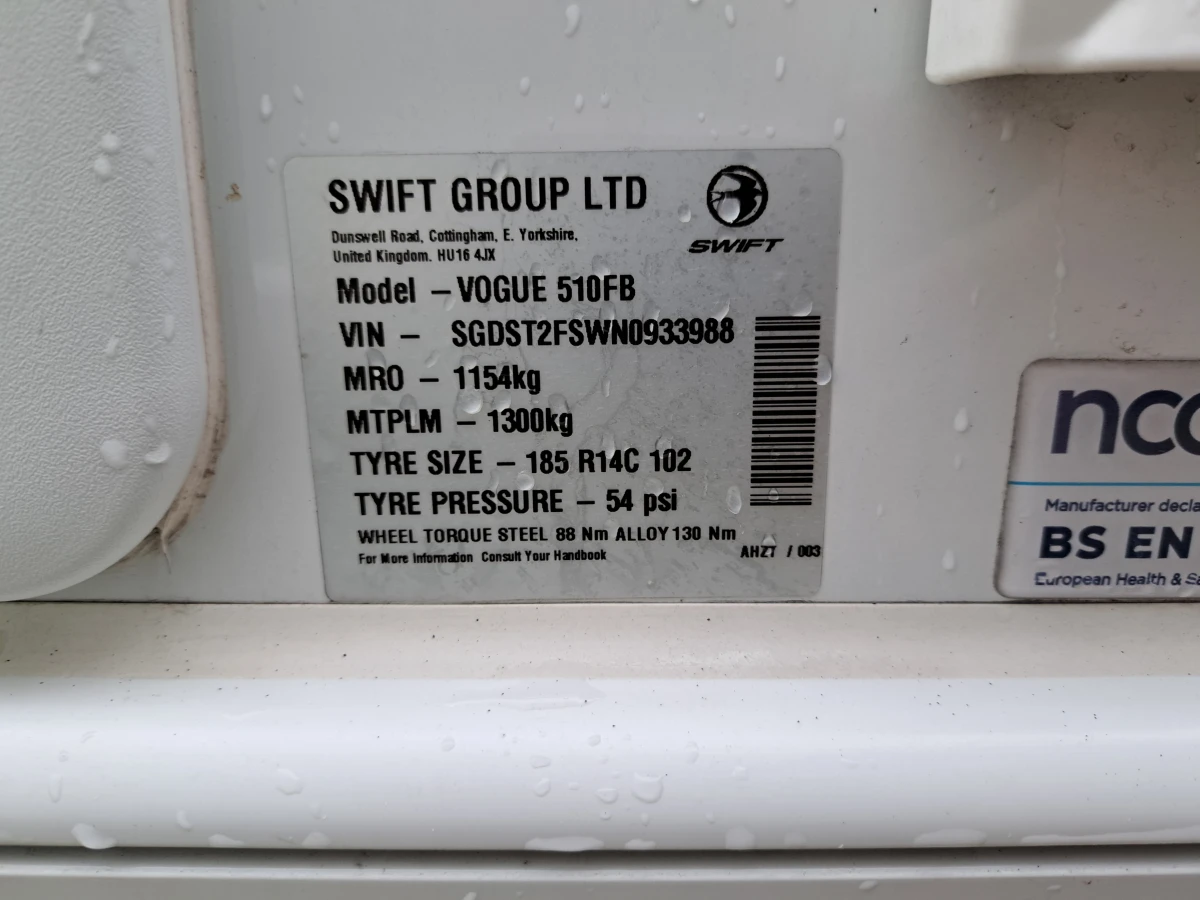 SWIFT GROUP LTD
SWIFT
Dunswell Road, Cottingham, E. Yorkshire,
United Kingdom. HU16 4JX
Model – VOGUE 510FB
VIN – SGDST2FSWN0933988
MRO – 1154kg
MTPLM – 1300kg
TYRE SIZE – 185 R14C 102
TYRE PRESSURE – 54 psi
WHEEL TORQUE STEEL 88 Nm ALLOY 130 Nm
For More Information Consult Your Handbook
AHZT / 003
ncc
Manufacturer decla
BS EN
European Health & Sa